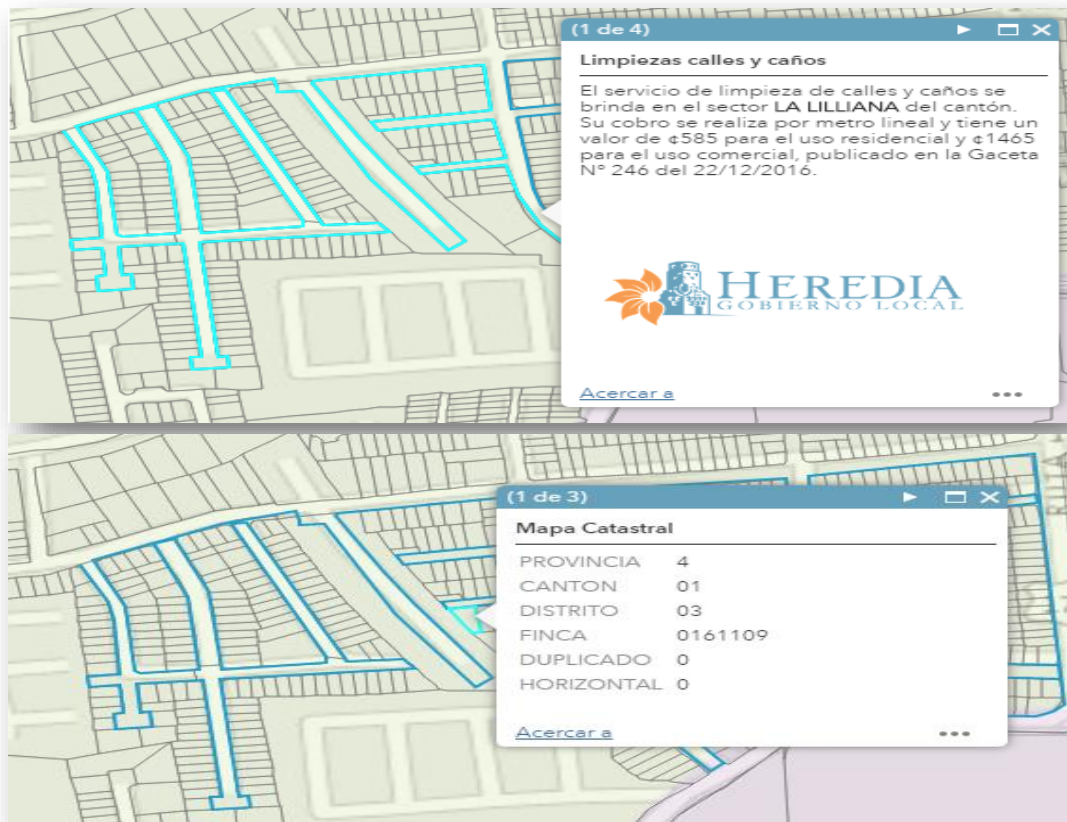 (1 de 4)
Limpiezas calles y caños
El servicio de limpieza de calles y caños se
brinda en el sector LA LILLIANA del cantón.
Su cobro se realiza por metro lineal y tiene un
valor de ¢585 para el uso residencial y ¢1465
para el uso comercial, publicado en la Gaceta
N° 246 del 22/12/2016.
HEREDIA
GOBIERNO LOCAL
Acercar a
(1 de 3)
Mapa Catastral
PROVINCIA 4
CANTON 01
DISTRITO 03
FINCA 0161109
DUPLICADO 0
HORIZONTAL 0
Acercar a